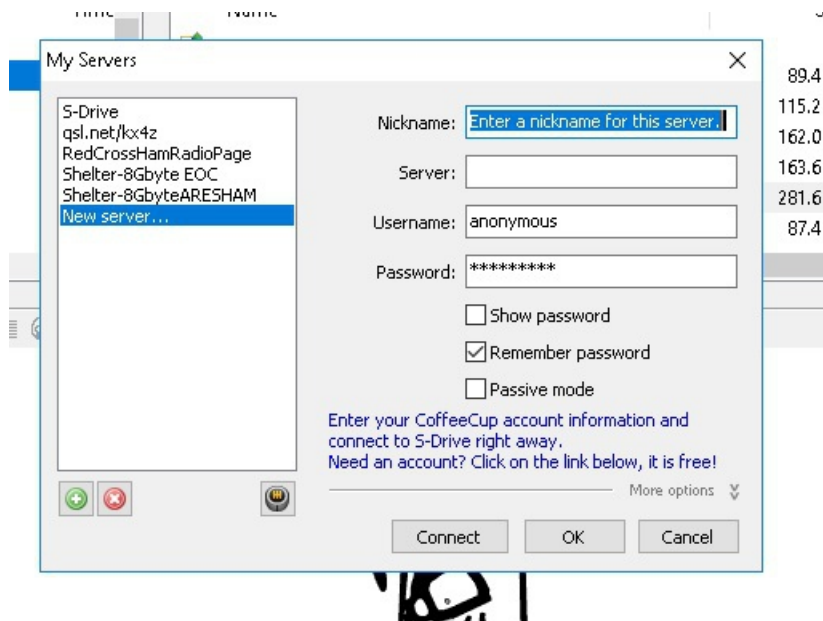 My Servers
89.4
115.2
162.0
163.6
281.6
87.4
S-Drive
qsl.net/kx4z
RedCrossHamRadioPage
Shelter-8Gbyte EOC
Shelter-8GbyteARESHAM
New server...
Nickname: Enter a nickname for this server.
Server:
Username: anonymous
Password: *********
Show password
Remember password
Passive mode
Enter your CoffeeCup account information and
connect to S-Drive right away.
Need an account? Click on the link below, it is free!
More options
Connect OK Cancel